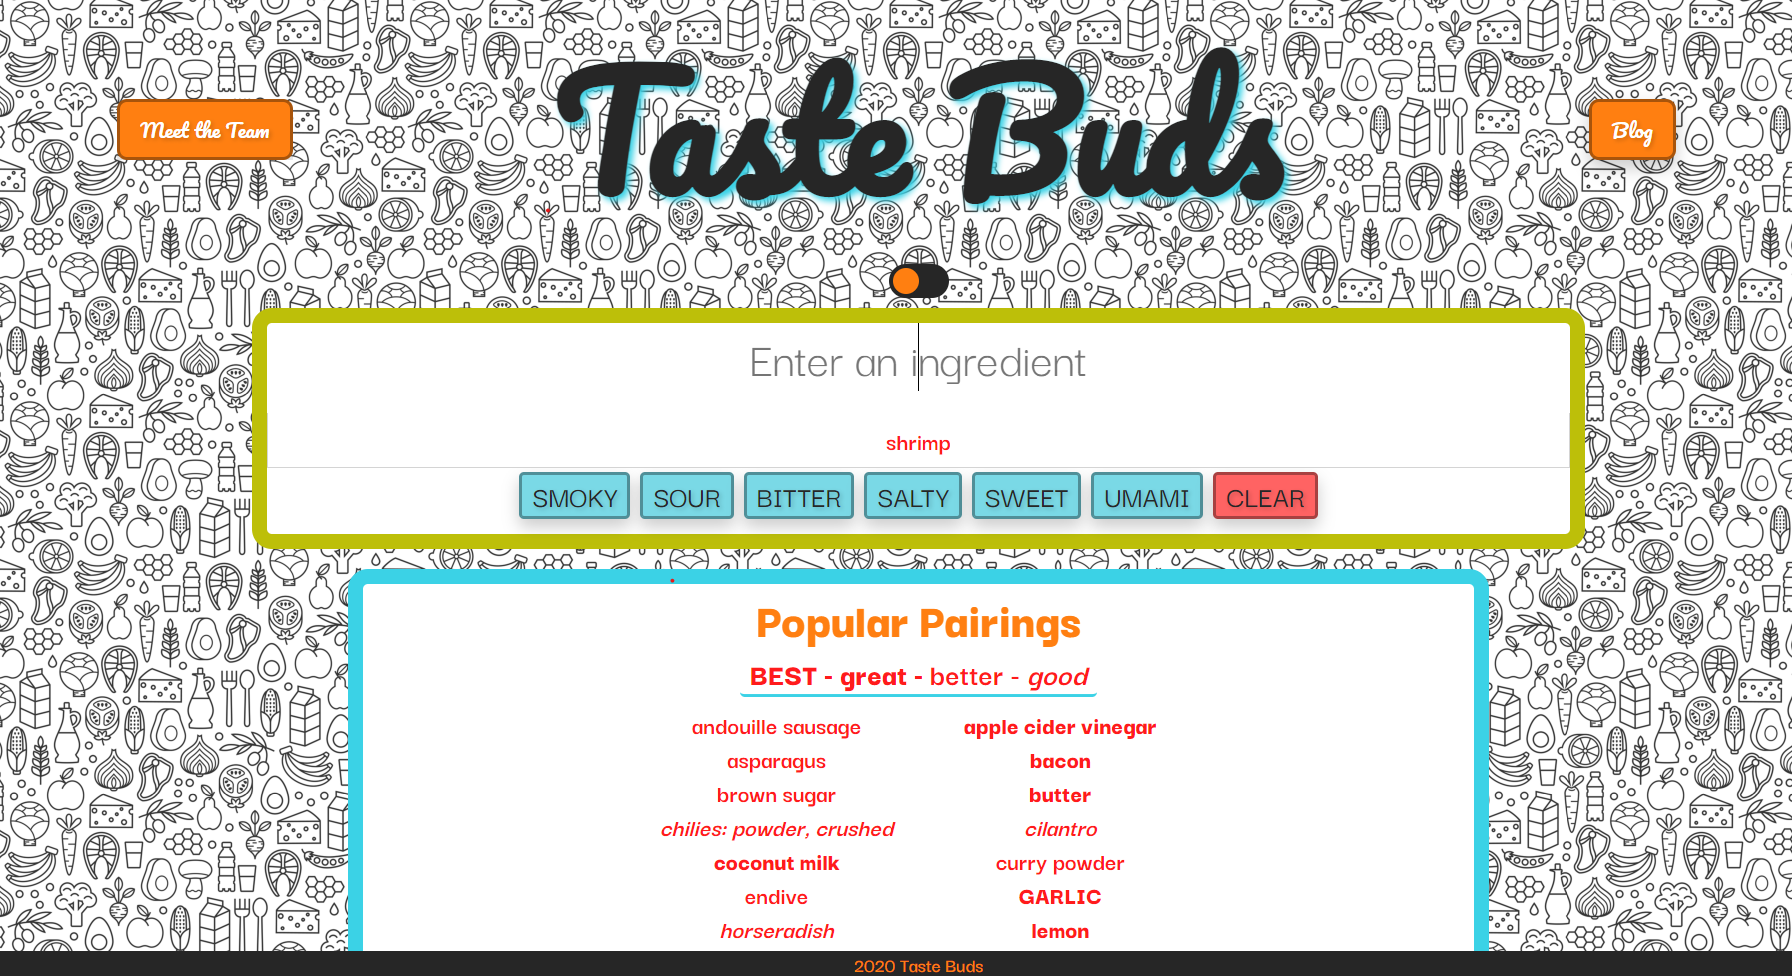 Taste Buds
Meet the Team
Blog
Enter an ingredient
shrimp
SMOKY SOUR BITTER SALTY SWEET UMAMI CLEAR
Popular Pairings
BEST - great - better - good
andouille sausage apple cider vinegar
asparagus bacon
brown sugar butter
chilies: powder, crushed cilantro
coconut milk curry powder
endive GARLIC
horseradish lemon
2020 Taste Buds